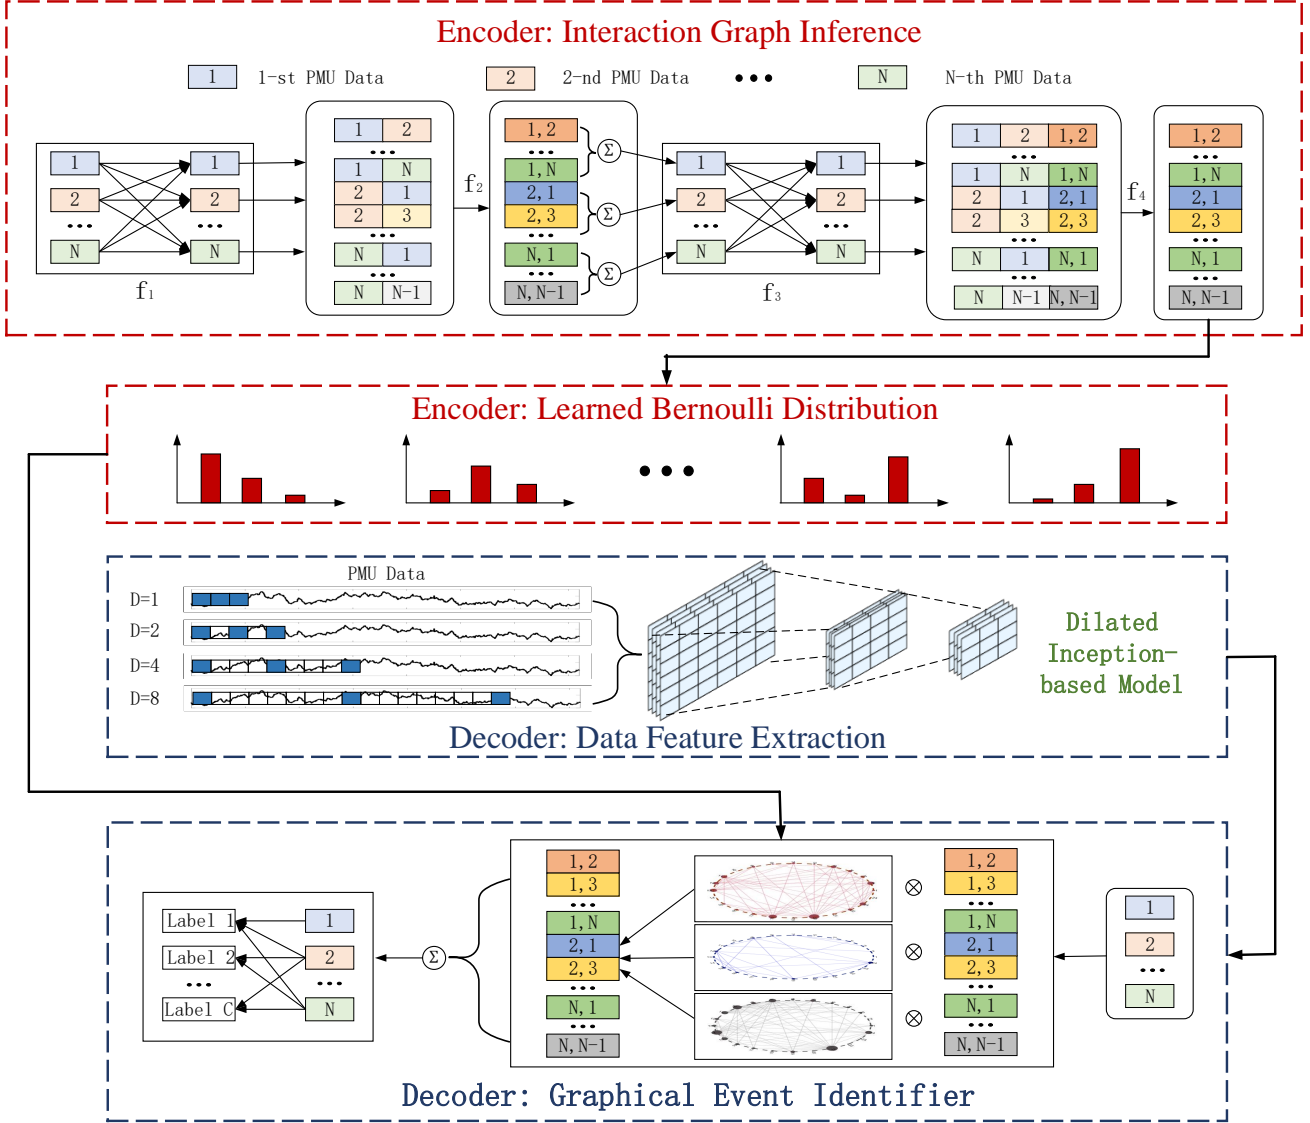 Encoder: Interaction Graph Inference
1 1-st PMU Data 2 2-nd PMU Data ••• N N-th PMU Data
1 1
2 2
••• •••
N N
f1
1 2
•••
1 N
2 1
2 3
•••
N 1
•••
N N-1
f2
1,2
•••
1,N
2,1
2,3
•••
N,1
•••
N,N-1
Σ
Σ
Σ
1 1
2 2
••• •••
N N
f3
1 2 1,2
•••
1 N 1,N
2 1 2,1
2 3 2,3
•••
N 1 N,1
•••
N N-1 N,N-1
f4
1,2
•••
1,N
2,1
2,3
•••
N,1
•••
N,N-1
Encoder: Learned Bernoulli Distribution
•••
PMU Data
D=1
D=2
D=4
D=8
Dilated
Inception-
based Model
Decoder: Data Feature Extraction
Label 1 1
Label 2 2
••• •••
Label C N
Σ
1,2
1,3
•••
1,N
2,1
2,3
•••
N,1
•••
N,N-1
⊗
⊗
⊗
1,2
1,3
•••
1,N
2,1
2,3
•••
N,1
•••
N,N-1
1
2
•••
N
Decoder: Graphical Event Identifier